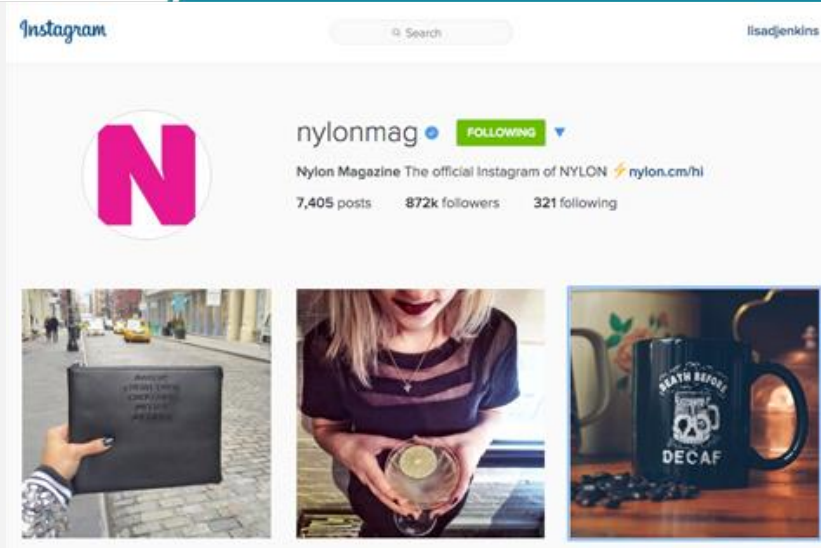 Instagram
Search
lisadjenkins
N
nylonmag
FOLLOWING
Nylon Magazine The official Instagram of NYLON ⚡ nylon.cm/hi
7,405 posts 872k followers 321 following
DEATH BEFORE
DECAF